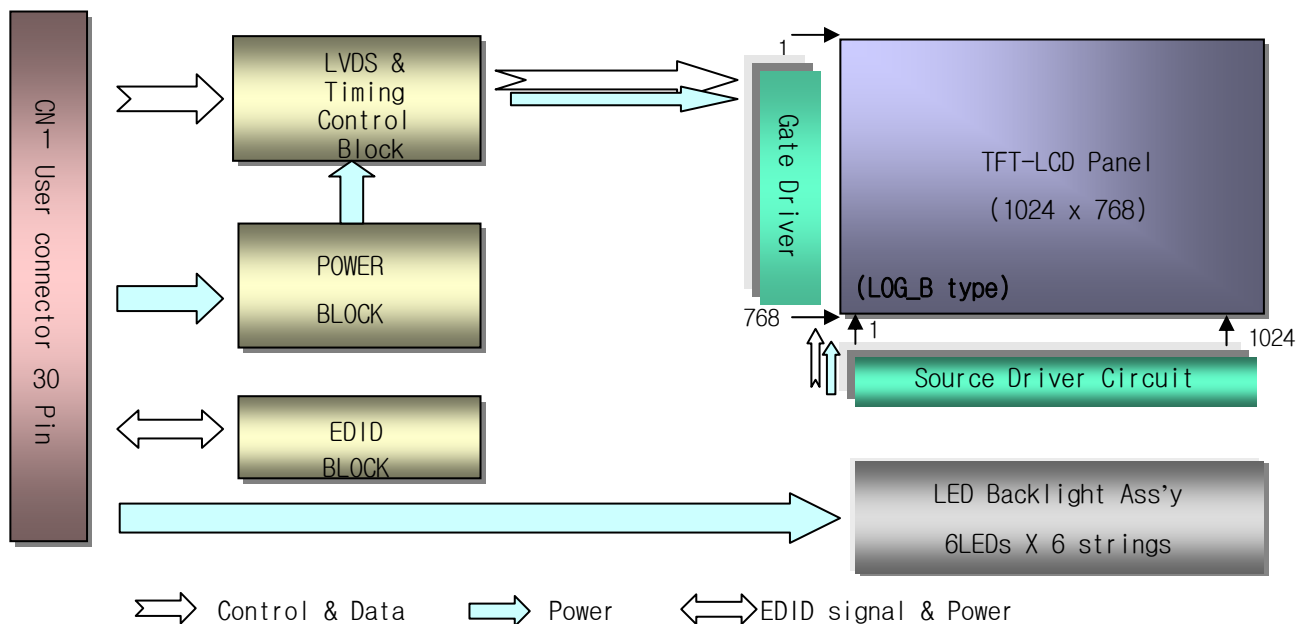 CN-1 User connector 30 Pin
LVDS &
Timing
Control
Block
POWER
BLOCK
EDID
BLOCK
1
Gate Driver
768
TFT-LCD Panel
(1024 x 768)
(LOG_B type)
1
1024
Source Driver Circuit
LED Backlight Ass'y
6LEDs X 6 strings
Control & Data
Power
EDID signal & Power